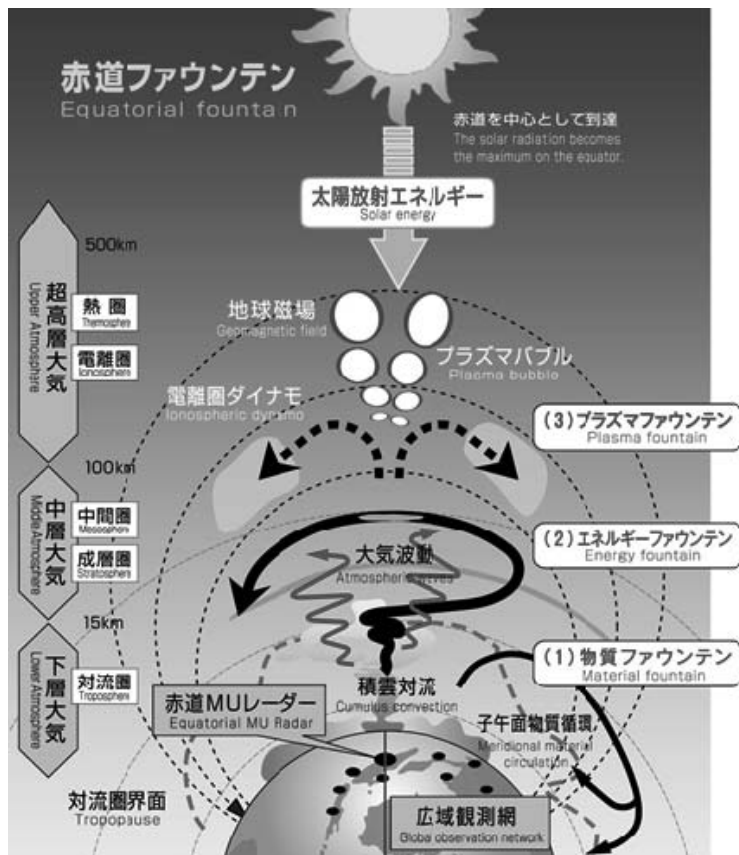 赤道ファウンテン
Equatorial fountain
赤道を中心として到達
The solar radiation becomes
the maximum on the equator.
太陽放射エネルギー
Solar energy
500km
超高層大気
Upper Atmosphere
熱圏
Thermosphere
電離圏
Ionosphere
地球磁場
Geomagnetic field
プラズマバブル
Plasma bubble
電離圏ダイナモ
Ionospheric dynamo
(3)プラズマファウンテン
Plasma fountain
100km
中層大気
Middle Atmosphere
中間圏
Mesosphere
成層圏
Stratosphere
大気波動
Atmospheric waves
(2)エネルギーファウンテン
Energy fountain
15km
下層大気
Lower Atmosphere
対流圏
Troposphere
(1)物質ファウンテン
Material fountain
積雲対流
Cumulus convection
赤道MUレーダー
Equatorial MU Radar
子午面物質循環
Meridional material
circulation
対流圏界面
Tropopause
広域観測網
Global observation network